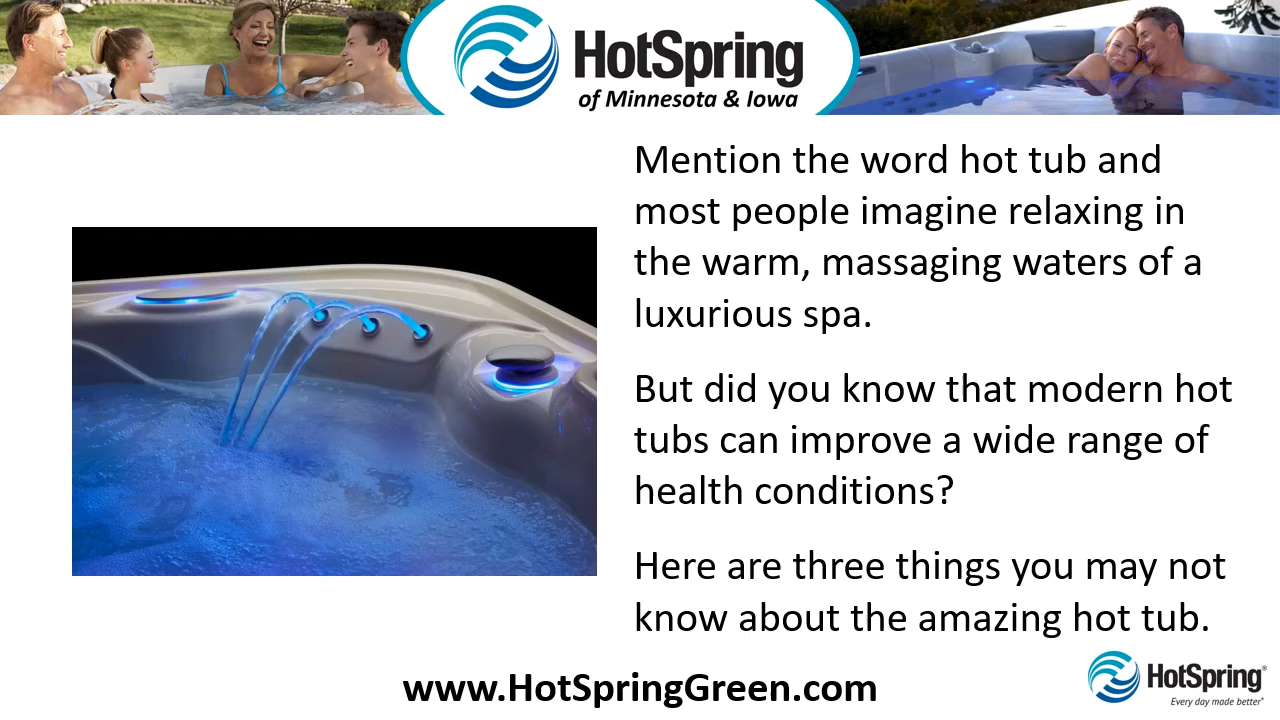 HotSpring
of Minnesota & Iowa
Mention the word hot tub and
most people imagine relaxing in
the warm, massaging waters of a
luxurious spa.
But did you know that modern hot
tubs can improve a wide range of
health conditions?
Here are three things you may not
know about the amazing hot tub.
www.HotSpringGreen.com
HotSpring®
Every day made better®